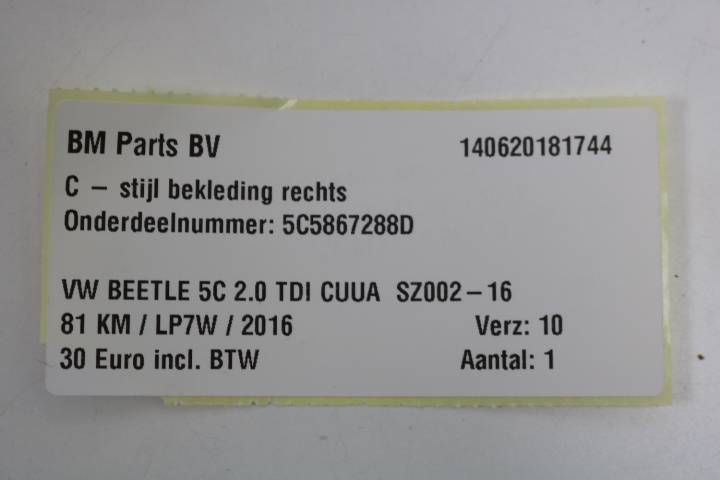 BM Parts BV 140620181744
C – stijl bekleding rechts
Onderdeelnummer: 5C5867288D
VW BEETLE 5C 2.0 TDI CUUA SZ002–16
81 KM / LP7W / 2016 Verz: 10
30 Euro incl. BTW Aantal: 1